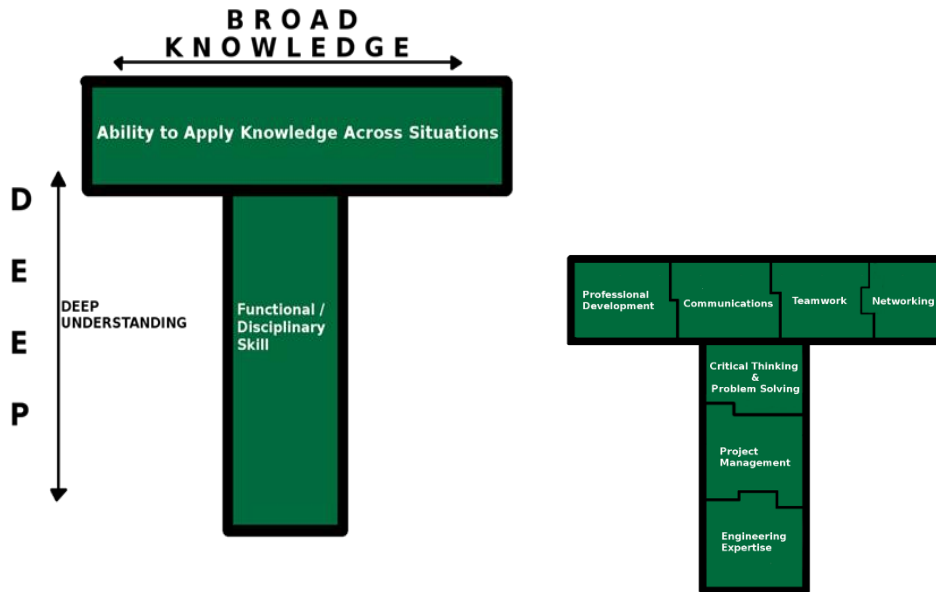 BROAD
KNOWLEDGE
Ability to Apply Knowledge Across Situations
DEEP
DEEP
UNDERSTANDING
Functional /
Disciplinary
Skill
Professional
Development
Communications
Teamwork
Networking
Critical Thinking
&
Problem Solving
Project
Management
Engineering
Expertise